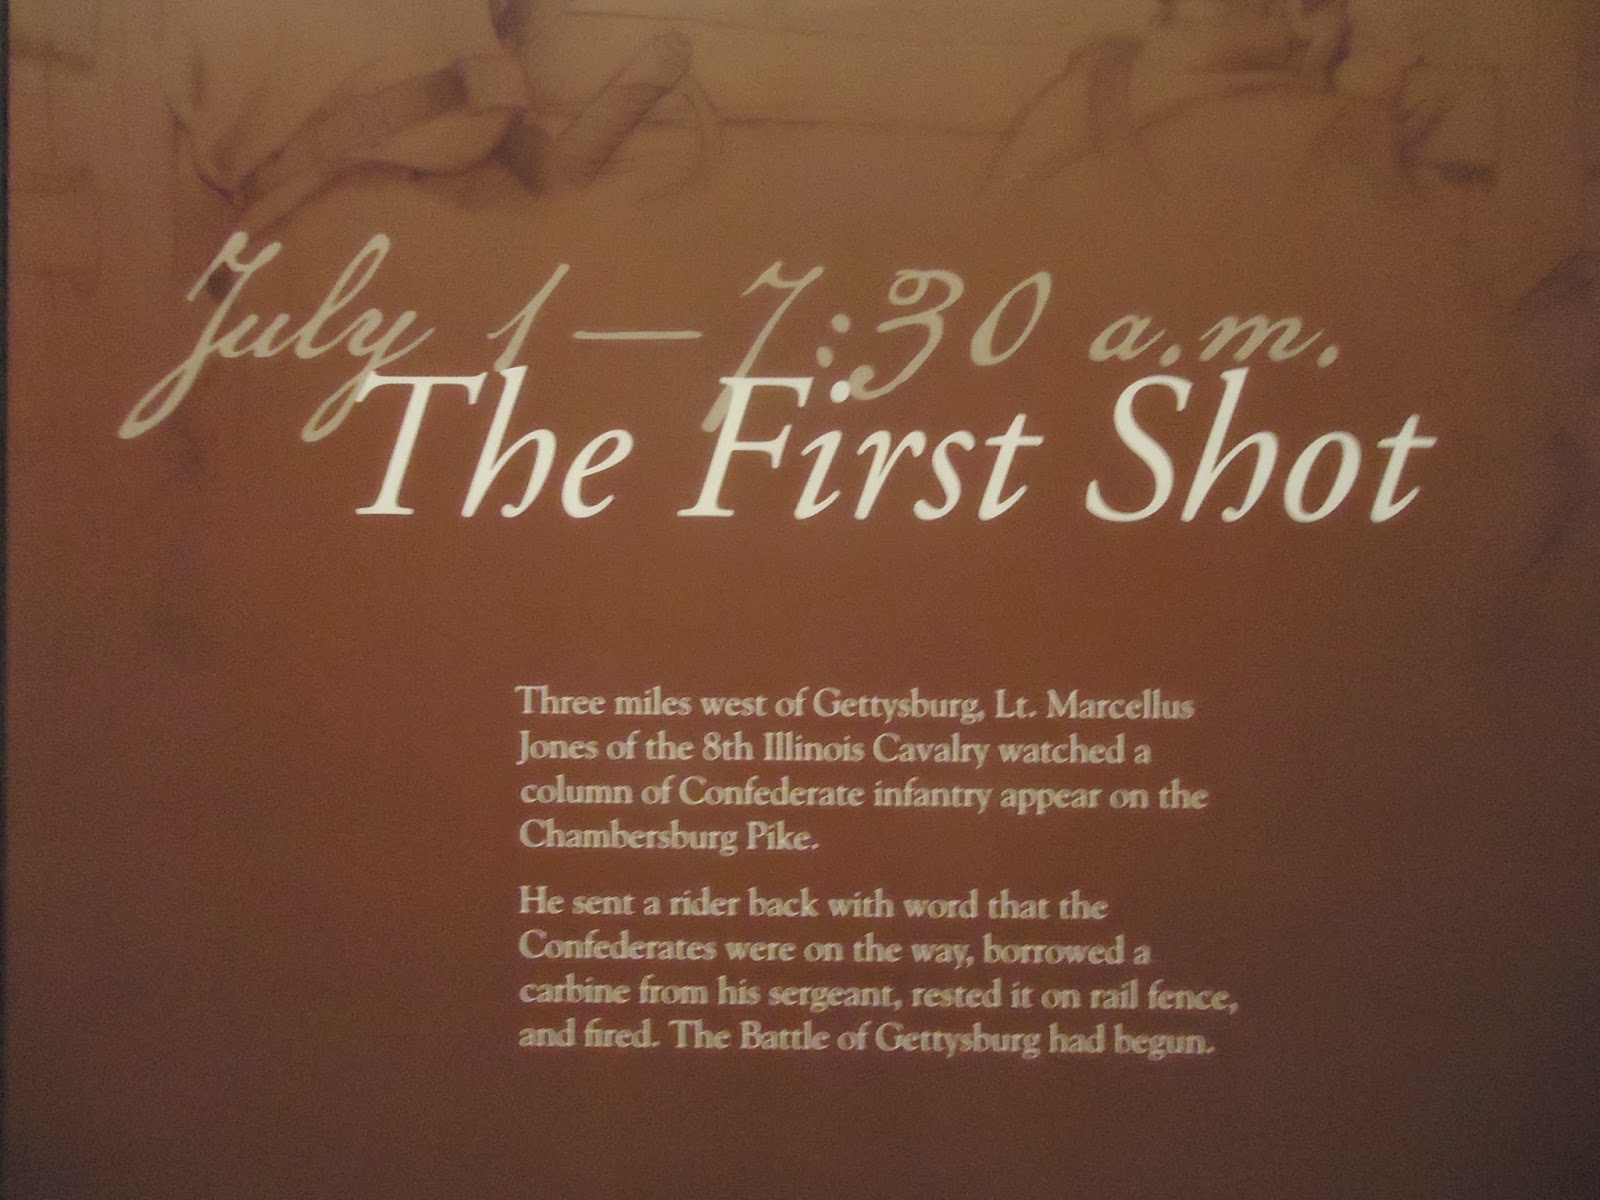 July 1—7:30 a.m.
The First Shot
Three miles west of Gettysburg, Lt. Marcellus
Jones of the 8th Illinois Cavalry watched a
column of Confederate infantry appear on the
Chambersburg Pike.
He sent a rider back with word that the
Confederates were on the way, borrowed a
carbine from his sergeant, rested it on rail fence,
and fired. The Battle of Gettysburg had begun.